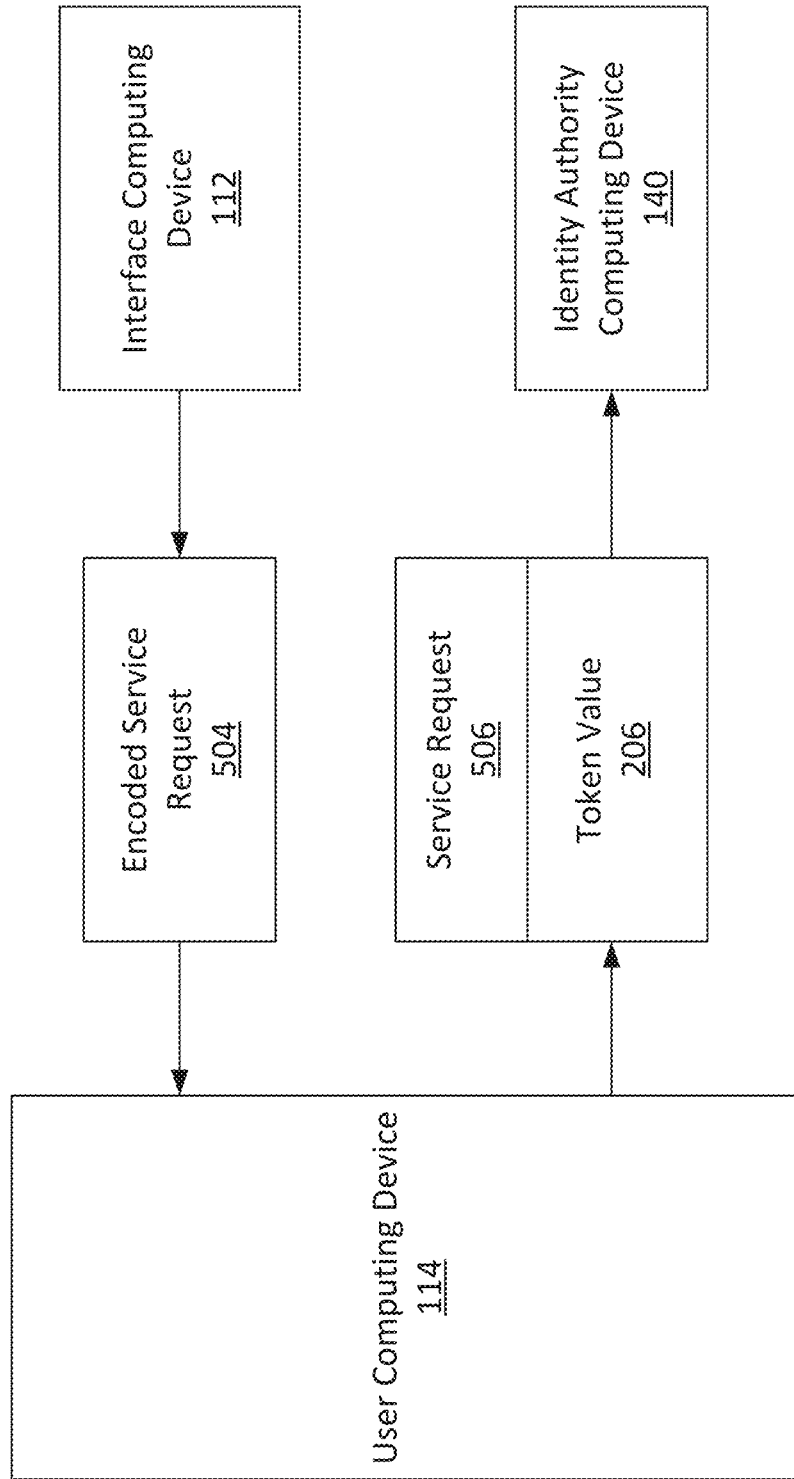 User Computing Device
114
Encoded Service
Request
504
Service Request
506
Token Value
206
Interface Computing
Device
112
Identity Authority
Computing Device
140